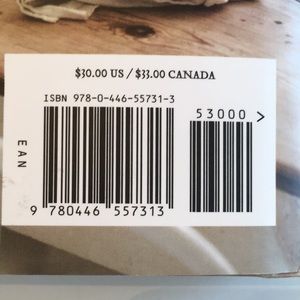 $30.00 US / $33.00 CANADA
ISBN 978-0-446-55731-3
53000 >
EAN
9 780446 557313